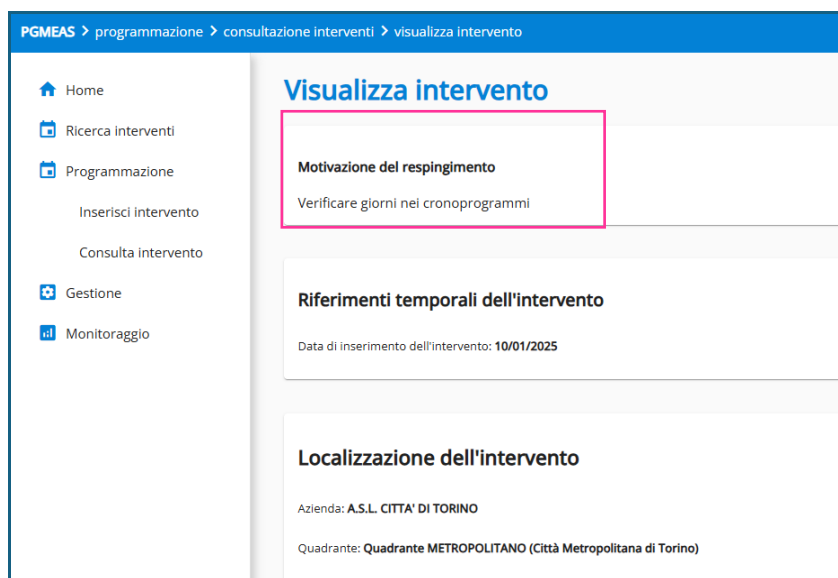 PGMEAS > programmazione > consultazione interventi > visualizza intervento
Home
Ricerca interventi
Programmazione
Inserisci intervento
Consulta intervento
Gestione
Monitoraggio
Visualizza intervento
Motivazione del respingimento
Verificare giorni nei cronoprogrammi
Riferimenti temporali dell'intervento
Data di inserimento dell'intervento: 10/01/2025
Localizzazione dell'intervento
Azienda: A.S.L. CITTA' DI TORINO
Quadrante: Quadrante METROPOLITANO (Città Metropolitana di Torino)